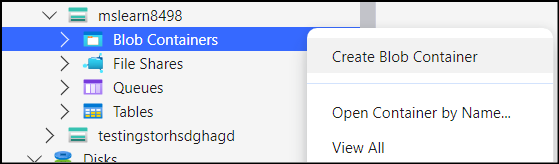 mslearn8498
Blob Containers
File Shares
Queues
Tables
testingstorhsdghagd
Disks
Create Blob Container
Open Container by Name...
View All